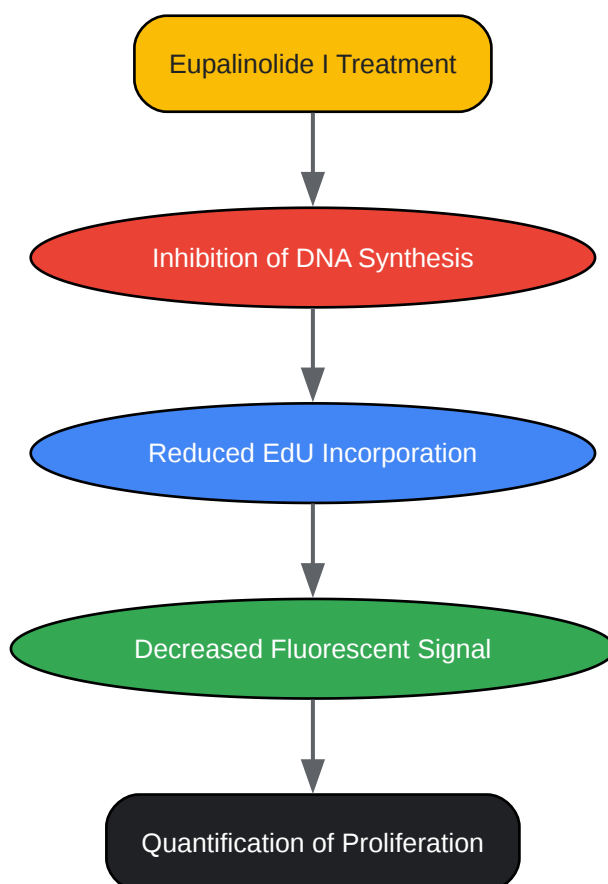 Eupalinolide I Treatment
Inhibition of DNA Synthesis
Reduced EdU Incorporation
Decreased Fluorescent Signal
Quantification of Proliferation